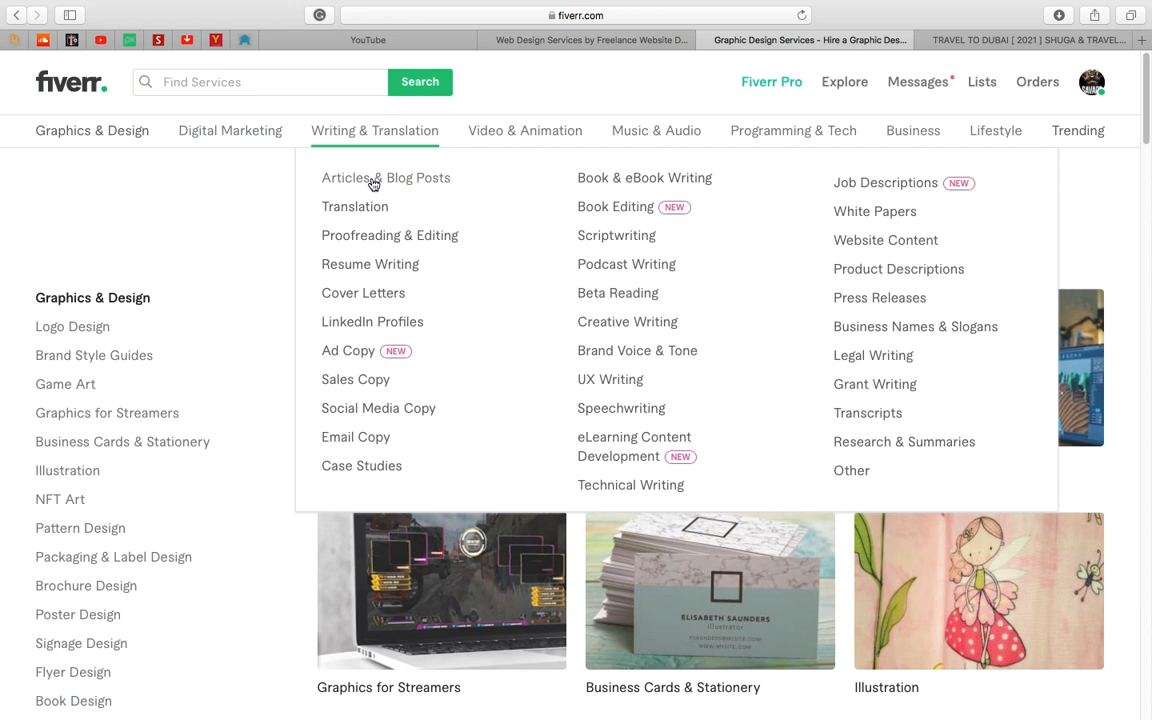 fiverr.com
YouTube
Web Design Services by Freelance Website D...
Graphic Design Services - Hire a Graphic Des...
TRAVEL TO DUBAI [ 2021 ] SHUGA & TRAVEL...
fiverr.
Find Services
Search
Fiverr Pro
Explore
Messages
Lists
Orders
Graphics & Design
Digital Marketing
Writing & Translation
Video & Animation
Music & Audio
Programming & Tech
Business
Lifestyle
Trending
Articles & Blog Posts
Translation
Proofreading & Editing
Resume Writing
Cover Letters
LinkedIn Profiles
Ad Copy NEW
Sales Copy
Social Media Copy
Email Copy
Case Studies
Book & eBook Writing
Book Editing NEW
Scriptwriting
Podcast Writing
Beta Reading
Creative Writing
Brand Voice & Tone
UX Writing
Speechwriting
eLearning Content
Development NEW
Technical Writing
Job Descriptions NEW
White Papers
Website Content
Product Descriptions
Press Releases
Business Names & Slogans
Legal Writing
Grant Writing
Transcripts
Research & Summaries
Other
Graphics & Design
Logo Design
Brand Style Guides
Game Art
Graphics for Streamers
Business Cards & Stationery
Illustration
NFT Art
Pattern Design
Packaging & Label Design
Brochure Design
Poster Design
Signage Design
Flyer Design
Book Design
ELISABETH SAUNDERS
illustrator
Graphics for Streamers
Business Cards & Stationery
Illustration